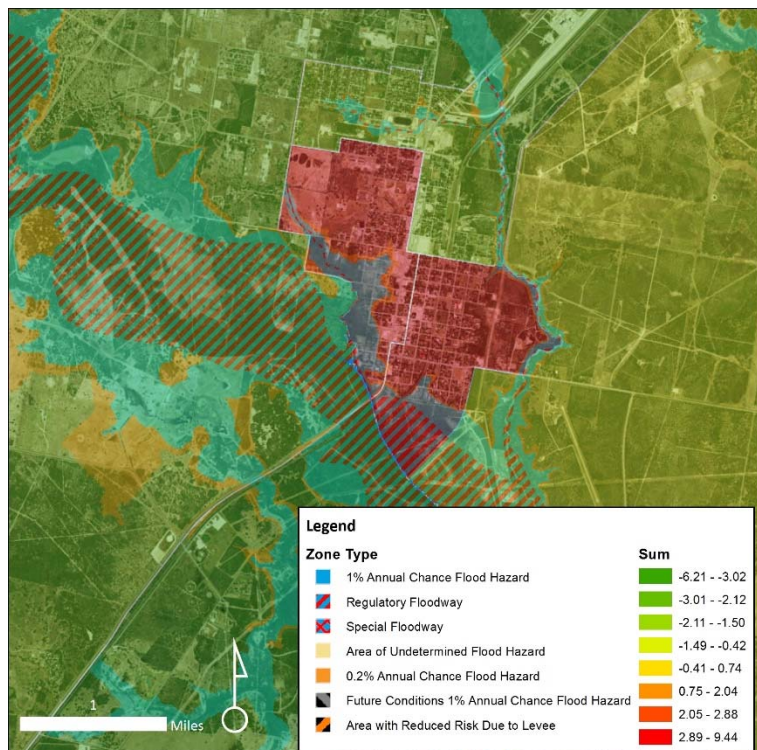 Legend
Zone Type
1% Annual Chance Flood Hazard
Regulatory Floodway
Special Floodway
Area of Undetermined Flood Hazard
0.2% Annual Chance Flood Hazard
Future Conditions 1% Annual Chance Flood Hazard
Area with Reduced Risk Due to Levee
Sum
-6.21 - -3.02
-3.01 - -2.12
-2.11 - -1.50
-1.49 - -0.42
-0.41 - 0.74
0.75 - 2.04
2.05 - 2.88
2.89 - 9.44
1
Miles